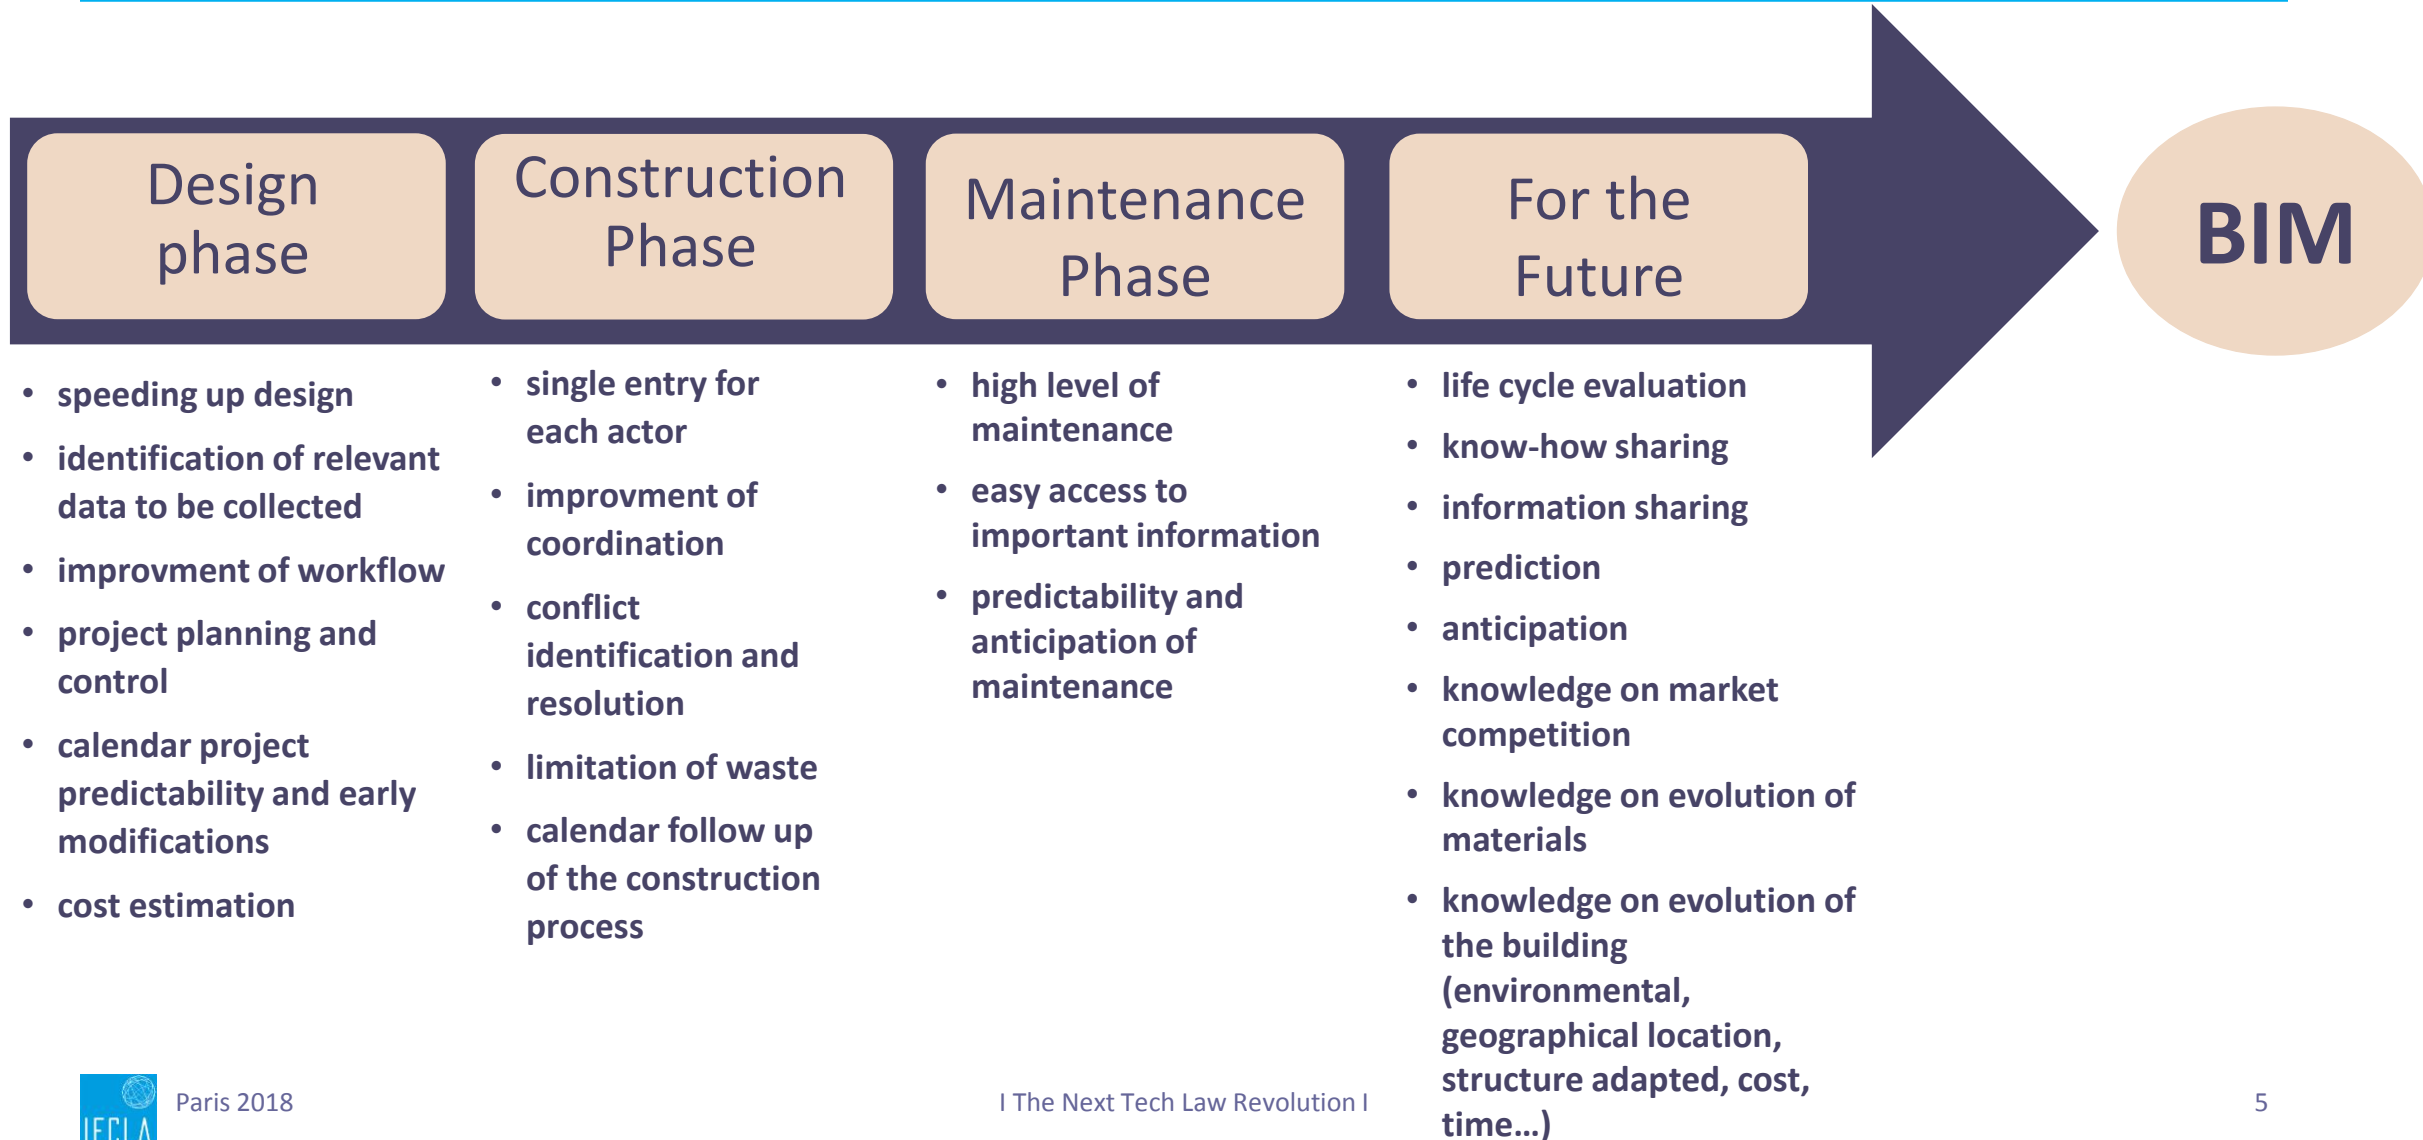 Design
phase
Construction
Phase
Maintenance
Phase
For the
Future
BIM
• speeding up design
• identification of relevant
data to be collected
• improvment of workflow
• project planning and
control
• calendar project
predictability and early
modifications
• cost estimation
• single entry for
each actor
• improvment of
coordination
• conflict
identification and
resolution
• limitation of waste
• calendar follow up
of the construction
process
• high level of
maintenance
• easy access to
important information
• predictability and
anticipation of
maintenance
• life cycle evaluation
• know-how sharing
• information sharing
• prediction
• anticipation
• knowledge on market
competition
• knowledge on evolution of
materials
• knowledge on evolution of
the building
(environmental,
geographical location,
structure adapted, cost,
time…)
IECLA
Paris 2018
I The Next Tech Law Revolution I
5